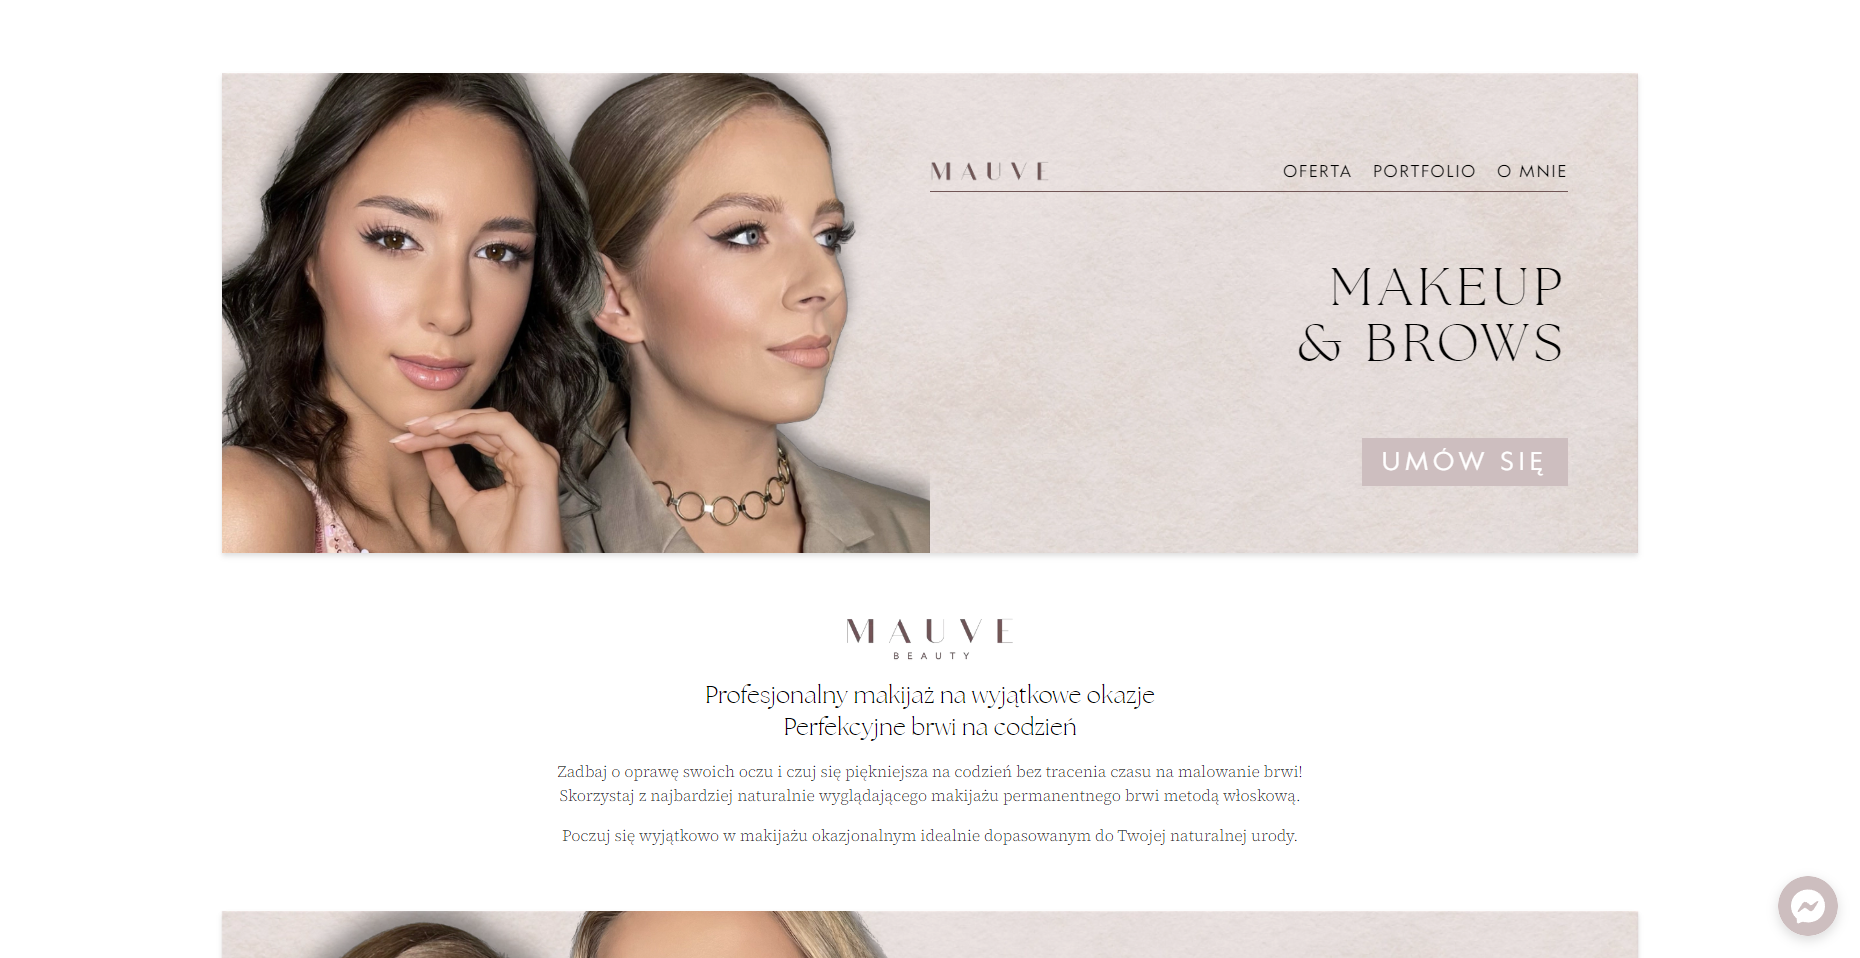 MAUVE
OFERTA PORTFOLIO O MNIE
MAKEUP
& BROWS
UMÓW SIĘ
MAUVE
BEAUTY
Profesjonalny makijaż na wyjątkowe okazje
Perfekcyjne brwi na codzień
Zadbaj o oprawę swoich oczu i czuj się piękniejsza na codzień bez tracenia czasu na malowanie brwi!
Skorzystaj z najbardziej naturalnie wyglądającego makijażu permanentnego brwi metodą włoskową.
Poczuj się wyjątkowo w makijażu okazjonalnym idealnie dopasowanym do Twojej naturalnej urody.